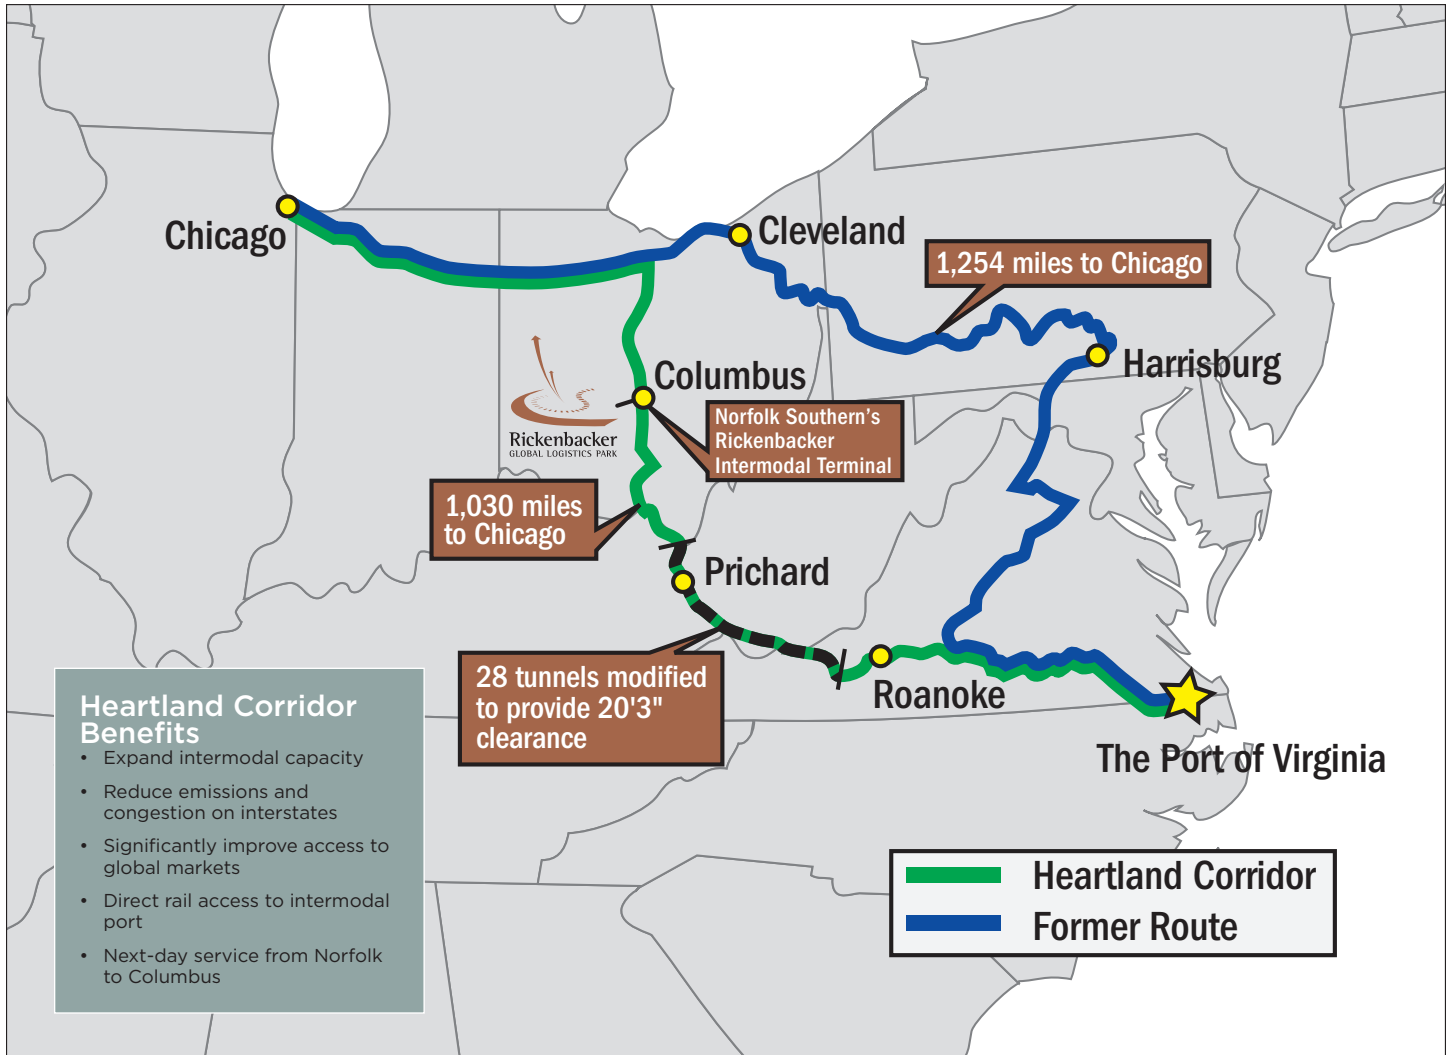 Chicago
Cleveland
1,254 miles to Chicago
Harrisburg
Columbus
Norfolk Southern's
Rickenbacker
Intermodal Terminal
Rickenbacker
GLOBAL LOGISTICS PARK
1,030 miles
to Chicago
Prichard
28 tunnels modified
to provide 20'3"
clearance
Roanoke
The Port of Virginia
Heartland Corridor
Benefits
• Expand intermodal capacity
• Reduce emissions and
congestion on interstates
• Significantly improve access to
global markets
• Direct rail access to intermodal
port
• Next-day service from Norfolk
to Columbus
Heartland Corridor
Former Route